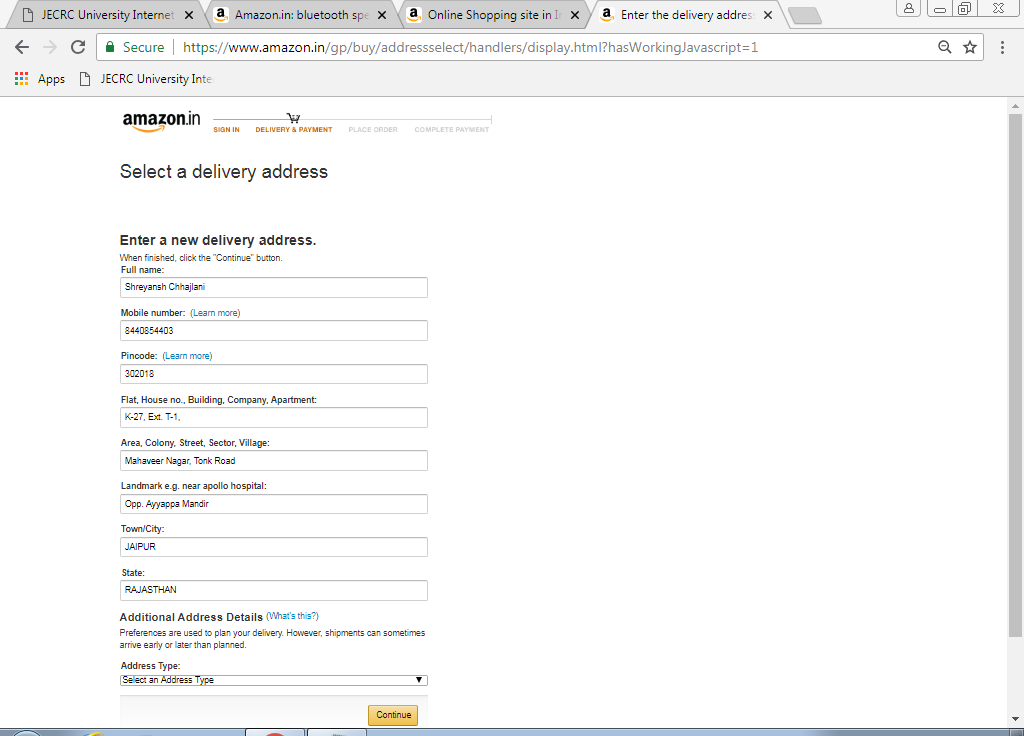 JECRC University Internet
Amazon.in: bluetooth spe
Online Shopping site in I
Enter the delivery address
Secure
https://www.amazon.in/gp/buy/addressselect/handlers/display.html?hasWorkingJavascript=1
Apps
JECRC University Inte
amazon.in
SIGN IN DELIVERY & PAYMENT PLACE ORDER COMPLETE PAYMENT
Select a delivery address
Enter a new delivery address.
When finished, click the "Continue" button.
Full name:
Shreyansh Chhajlani
Mobile number: (Learn more)
8440854403
Pincode: (Learn more)
302018
Flat, House no., Building, Company, Apartment:
K-27, Ext. T-1,
Area, Colony, Street, Sector, Village:
Mahaveer Nagar, Tonk Road
Landmark e.g. near apollo hospital:
Opp. Ayyappa Mandir
Town/City:
JAIPUR
State:
RAJASTHAN
Additional Address Details (What's this?)
Preferences are used to plan your delivery. However, shipments can sometimes
arrive early or later than planned.
Address Type:
Select an Address Type
Continue